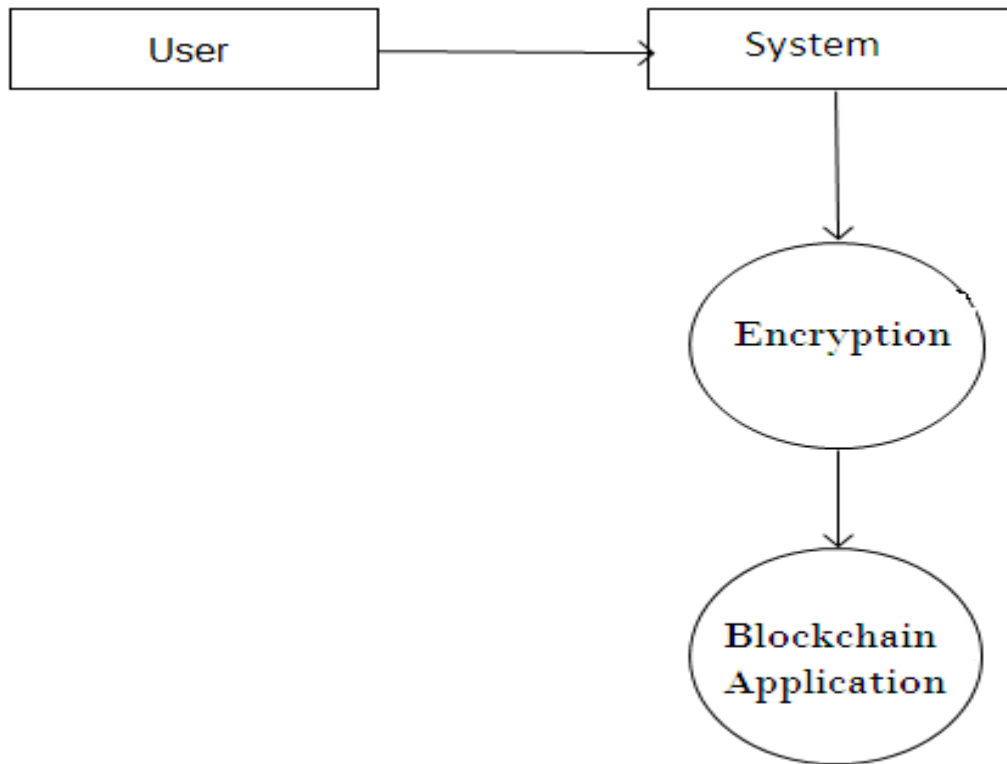 User
System
Encryption
Blockchain
Application